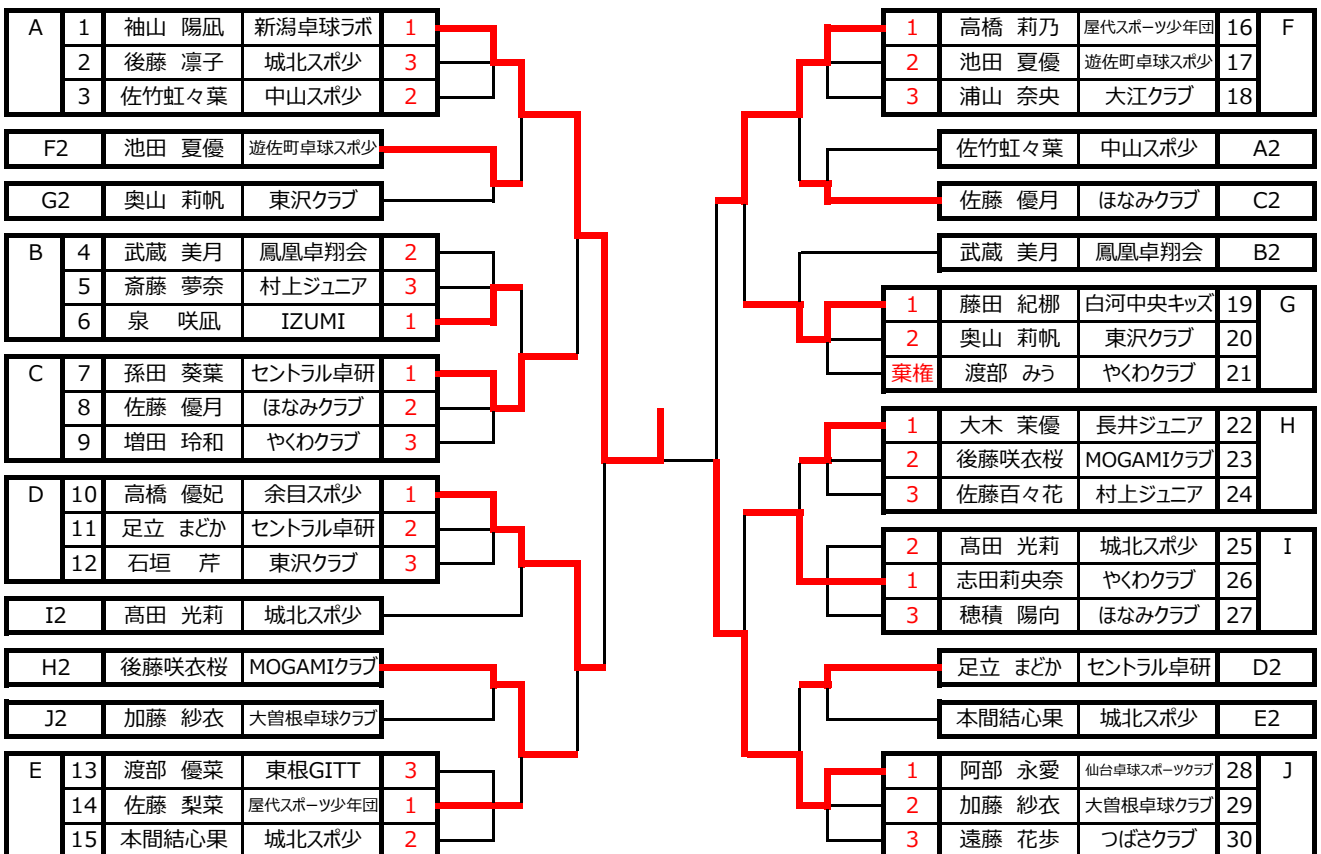 A 1 袖山 陽凪 新潟卓球ラボ 1
2 後藤 凛子 城北スポ少 3
3 佐竹虹々葉 中山スポ少 2
F2 池田 夏優 遊佐町卓球スポ少
G2 奥山 莉帆 東沢クラブ
B 4 武蔵 美月 鳳凰卓翔会 2
5 斎藤 夢奈 村上ジュニア 3
6 泉 咲凪 IZUMI 1
C 7 孫田 葵葉 セントラル卓研 1
8 佐藤 優月 ほなみクラブ 2
9 増田 玲和 やくわクラブ 3
D 10 高橋 優妃 余目スポ少 1
11 足立 まどか セントラル卓研 2
12 石垣 芹 東沢クラブ 3
I2 髙田 光莉 城北スポ少
H2 後藤咲衣桜 MOGAMIクラブ
J2 加藤 紗衣 大曽根卓球クラブ
E 13 渡部 優菜 東根GITT 3
14 佐藤 梨菜 屋代スポーツ少年団 1
15 本間結心果 城北スポ少 2
1 高橋 莉乃 屋代スポーツ少年団 16 F
2 池田 夏優 遊佐町卓球スポ少 17
3 浦山 奈央 大江クラブ 18
佐竹虹々葉 中山スポ少 A2
佐藤 優月 ほなみクラブ C2
武蔵 美月 鳳凰卓翔会 B2
1 藤田 紀梛 白河中央キッズ 19 G
2 奥山 莉帆 東沢クラブ 20
棄権 渡部 みう やくわクラブ 21
1 大木 茉優 長井ジュニア 22 H
2 後藤咲衣桜 MOGAMIクラブ 23
3 佐藤百々花 村上ジュニア 24
2 髙田 光莉 城北スポ少 25 I
1 志田莉央奈 やくわクラブ 26
3 穂積 陽向 ほなみクラブ 27
足立 まどか セントラル卓研 D2
本間結心果 城北スポ少 E2
1 阿部 永愛 仙台卓球スポーツクラブ 28 J
2 加藤 紗衣 大曽根卓球クラブ 29
3 遠藤 花歩 つばさクラブ 30